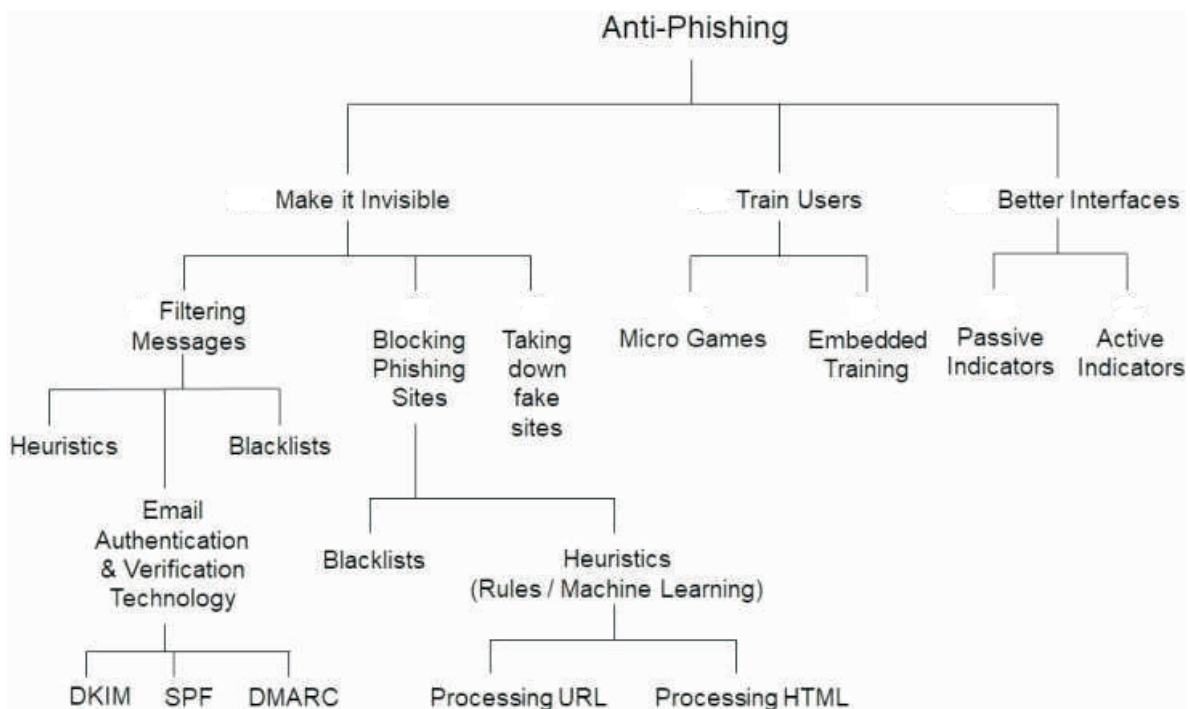 Anti-Phishing
Make it Invisible
Train Users
Better Interfaces
Filtering
Messages
Blocking
Phishing
Sites
Taking
down
fake
sites
Micro Games
Embedded
Training
Passive
Indicators
Active
Indicators
Heuristics
Blacklists
Email
Authentication
& Verification
Technology
Blacklists
Heuristics
(Rules / Machine Learning)
DKIM
SPF
DMARC
Processing URL
Processing HTML